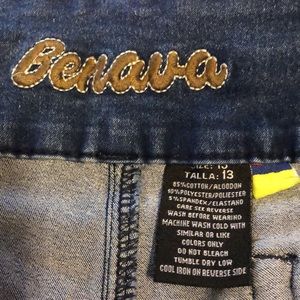 Benava
SIZE: 13
TALLA: 13
85%COTTON/ALGODON
10%POLYESTER/POLIESTER
5%SPANDEX/ELASTANO
CARE SEE REVERSE
WASH BEFORE WEARING
MACHINE WASH COLD WITH
SIMILAR OR LIKE
COLORS ONLY
DO NOT BLEACH
TUMBLE DRY LOW
COOL IRON ON REVERSE SIDE